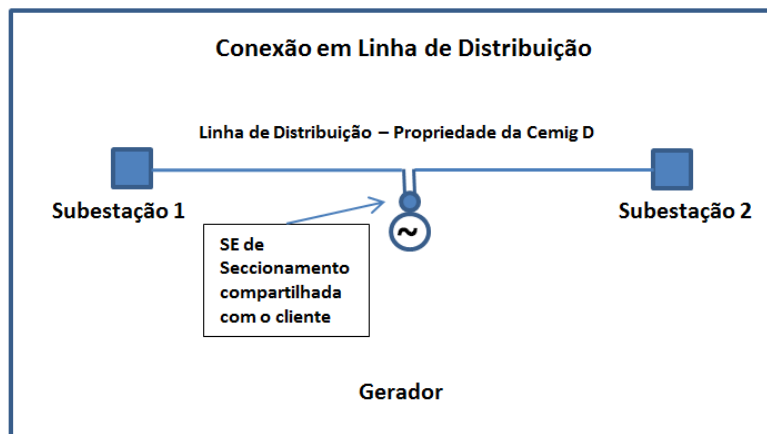 Conexão em Linha de Distribuição
Linha de Distribuição – Propriedade da Cemig D
Subestação 1
Subestação 2
~
SE de
Seccionamento
compartilhada
com o cliente
Gerador